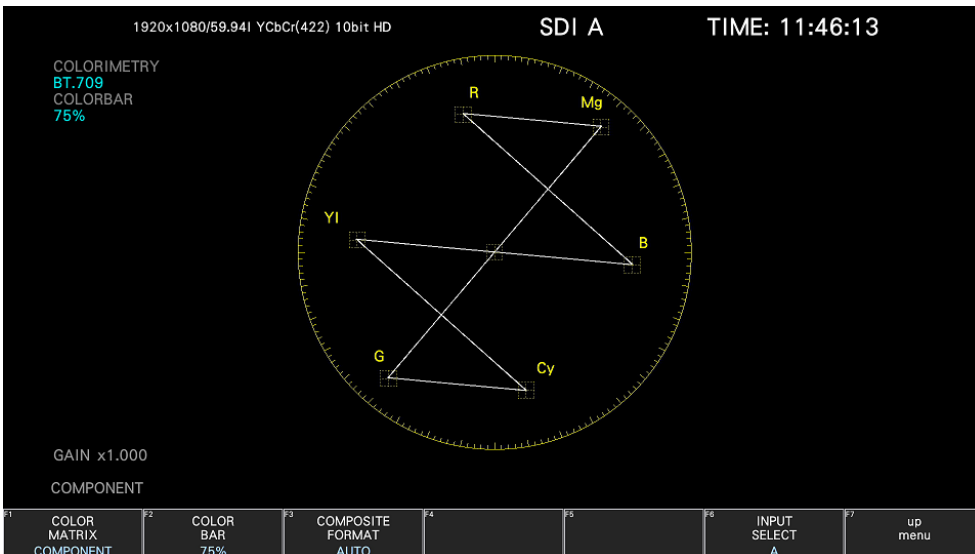 1920x1080/59.94I YCbCr(422) 10bit HD SDI A TIME: 11:46:13
COLORIMETRY
BT.709
COLORBAR
75%
R
Mg
Yl
B
G
Cy
GAIN x1.000
COMPONENT
F1 COLOR MATRIX COMPONENT
F2 COLOR BAR 75%
F3 COMPOSITE FORMAT AUTO
F4
F5
F6 INPUT SELECT A
F7 up menu